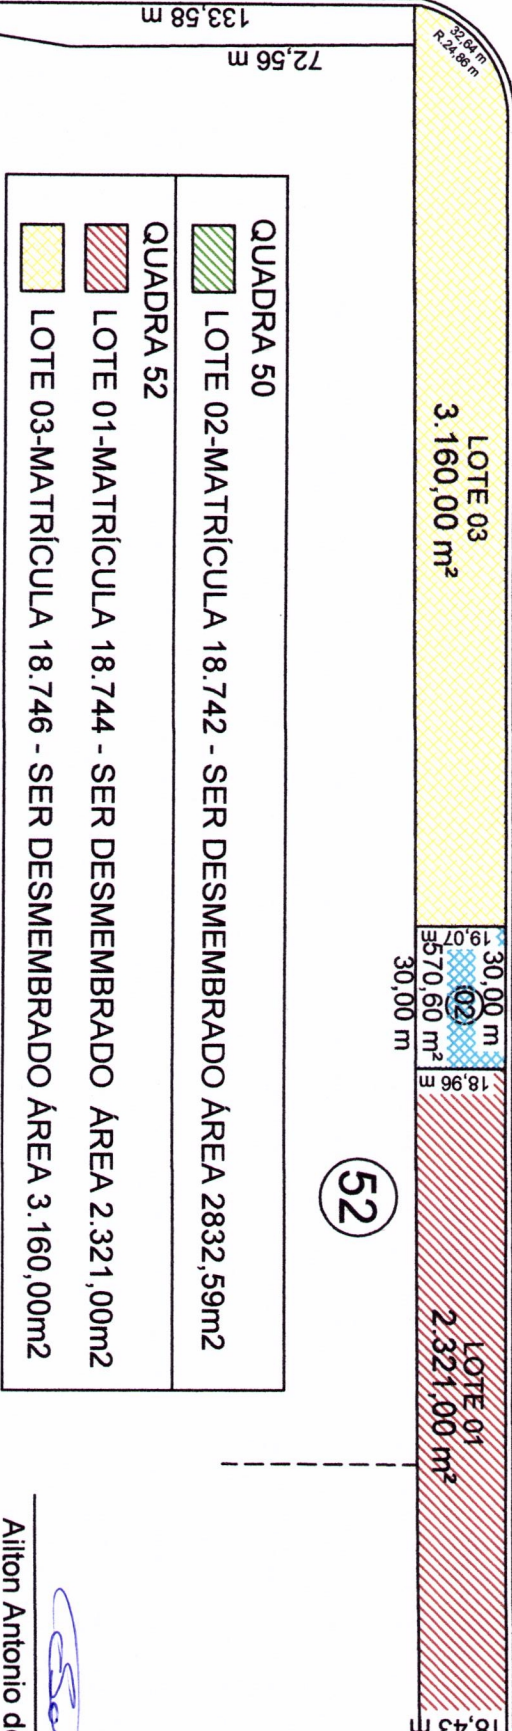 133,58 m
72,56 m
32,64 m
R.24,86 m
LOTE 03
3.160,00 m²
30,00 m
19,07 m
02
570,60 m²
30,00 m
18,96 m
LOTE 01
2.321,00 m²
52
QUADRA 50
LOTE 02-MATRÍCULA 18.742 - SER DESMEMBRADO ÁREA 2832,59m2
QUADRA 52
LOTE 01-MATRÍCULA 18.744 - SER DESMEMBRADO ÁREA 2.321,00m2
LOTE 03-MATRÍCULA 18.746 - SER DESMEMBRADO ÁREA 3.160,00m2
Ailton Antonio